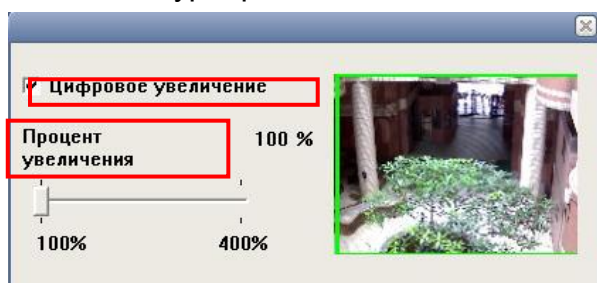 Цифровое увеличение
Процент 100 %
увеличения
100% 400%